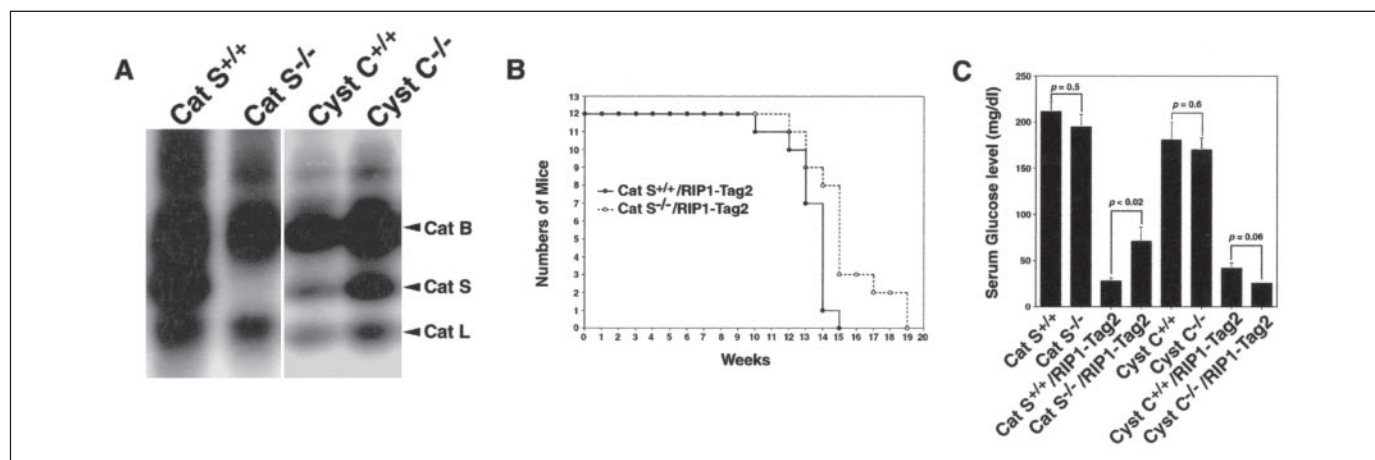 A
Cat S+/+
Cat S-/-
Cyst C+/+
Cyst C-/-
Cat B
Cat S
Cat L
B
Numbers of Mice
13
12
11
10
9
8
7
6
5
4
3
2
1
0
Cat S+/+/RIP1-Tag2
Cat S-/-/RIP1-Tag2
0 1 2 3 4 5 6 7 8 9 10 11 12 13 14 15 16 17 18 19 20
Weeks
C
Serum Glucose level (mg/dl)
250
200
150
100
50
0
p = 0.5
p < 0.02
p = 0.6
p = 0.06
Cat S+/+
Cat S-/-
Cat S+/+/RIP1-Tag2
Cat S-/-/RIP1-Tag2
Cyst C+/+
Cyst C-/-
Cyst C+/+/RIP1-Tag2
Cyst C-/-/RIP1-Tag2